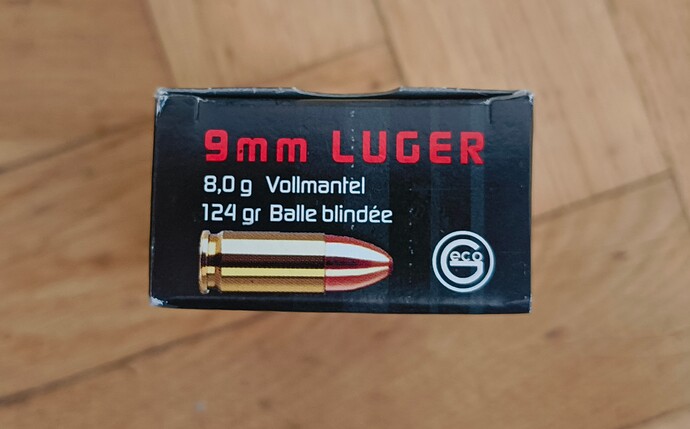 9mm LUGER
8,0 g Vollmantel
124 gr Balle blindée
Geco